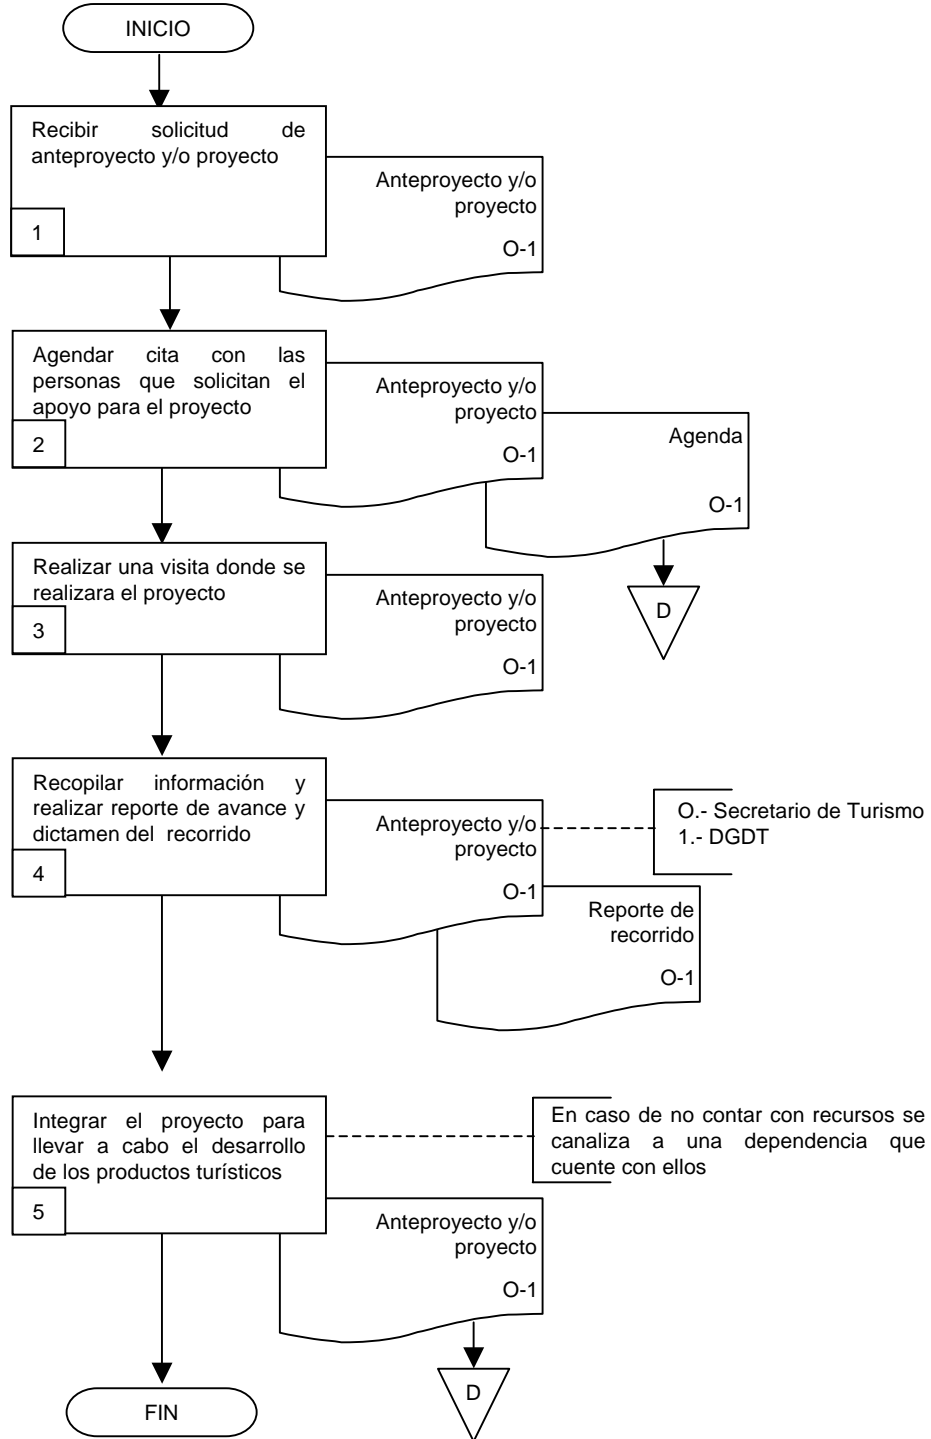 INICIO
Recibir solicitud de
anteproyecto y/o proyecto
1
Anteproyecto y/o
proyecto
O-1
Agendar cita con las
personas que solicitan el
apoyo para el proyecto
2
Anteproyecto y/o
proyecto
O-1
Agenda
O-1
D
Realizar una visita donde se
realizara el proyecto
3
Anteproyecto y/o
proyecto
O-1
Recopilar información y
realizar reporte de avance y
dictamen del recorrido
4
Anteproyecto y/o
proyecto
O-1
O.- Secretario de Turismo
1.- DGDT
Reporte de
recorrido
O-1
Integrar el proyecto para
llevar a cabo el desarrollo
de los productos turísticos
5
En caso de no contar con recursos se
canaliza a una dependencia que
cuente con ellos
Anteproyecto y/o
proyecto
O-1
D
FIN